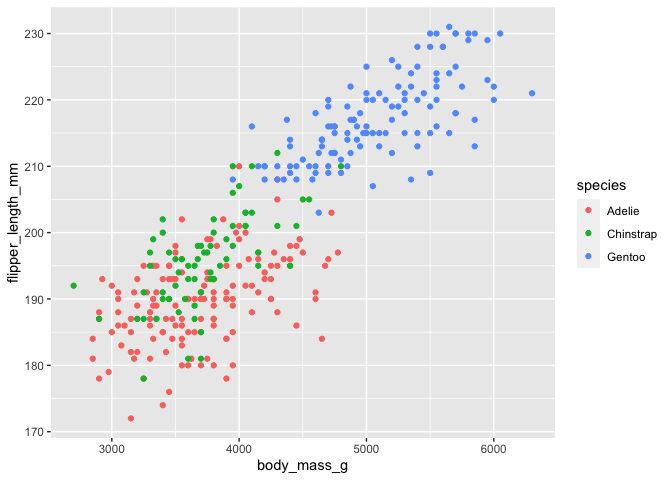 230
220
210
200
190
180
170
3000
4000
5000
6000
body_mass_g
flipper_length_mm
species
Adelie
Chinstrap
Gentoo